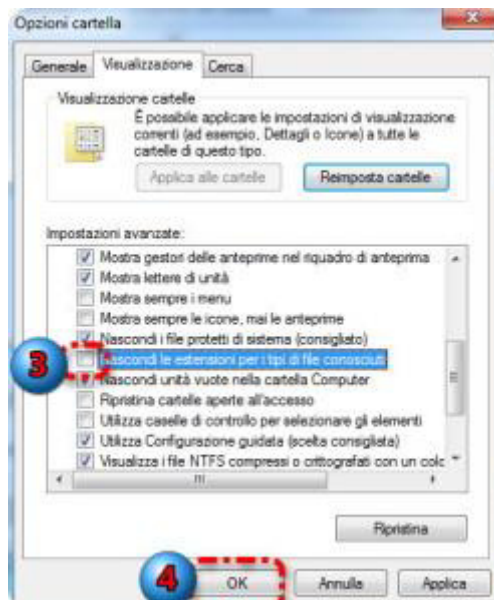 Opzioni cartella
Generale Visualizzazione Cerca
Visualizzazione cartelle
È possibile applicare le impostazioni di visualizzazione
correnti (ad esempio, Dettagli o Icone) a tutte le
cartelle di questo tipo.
Applica alle cartelle Reimposta cartelle
Impostazioni avanzate:
Mostra gestori delle anteprime nel riquadro di anteprima
Mostra lettere di unità
Mostra sempre i menu
Mostra sempre le icone, mai le anteprime
Nascondi i file protetti di sistema (consigliato)
3 Nascondi le estensioni per i tipi di file conosciuti
Nascondi unità vuote nella cartella Computer
Ripristina cartelle aperte all'accesso
Utilizza caselle di controllo per selezionare gli elementi
Utilizza Configurazione guidata (scelta consigliata)
Visualizza i file NTFS compressi o crittografati con un colo
Ripristina
4 OK Annulla Applica